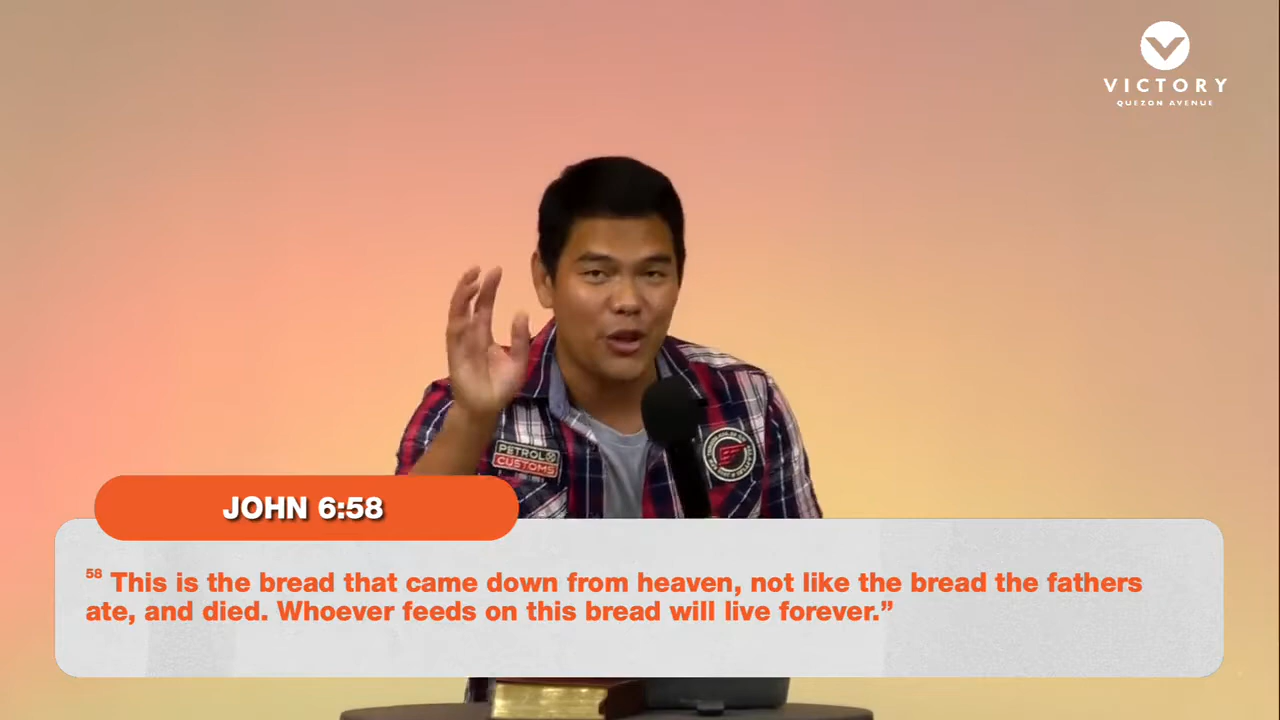 VICTORY
QUEZON AVENUE
PETROL
CUSTOMS
JOHN 6:58
58 This is the bread that came down from heaven, not like the bread the fathers
ate, and died. Whoever feeds on this bread will live forever.”